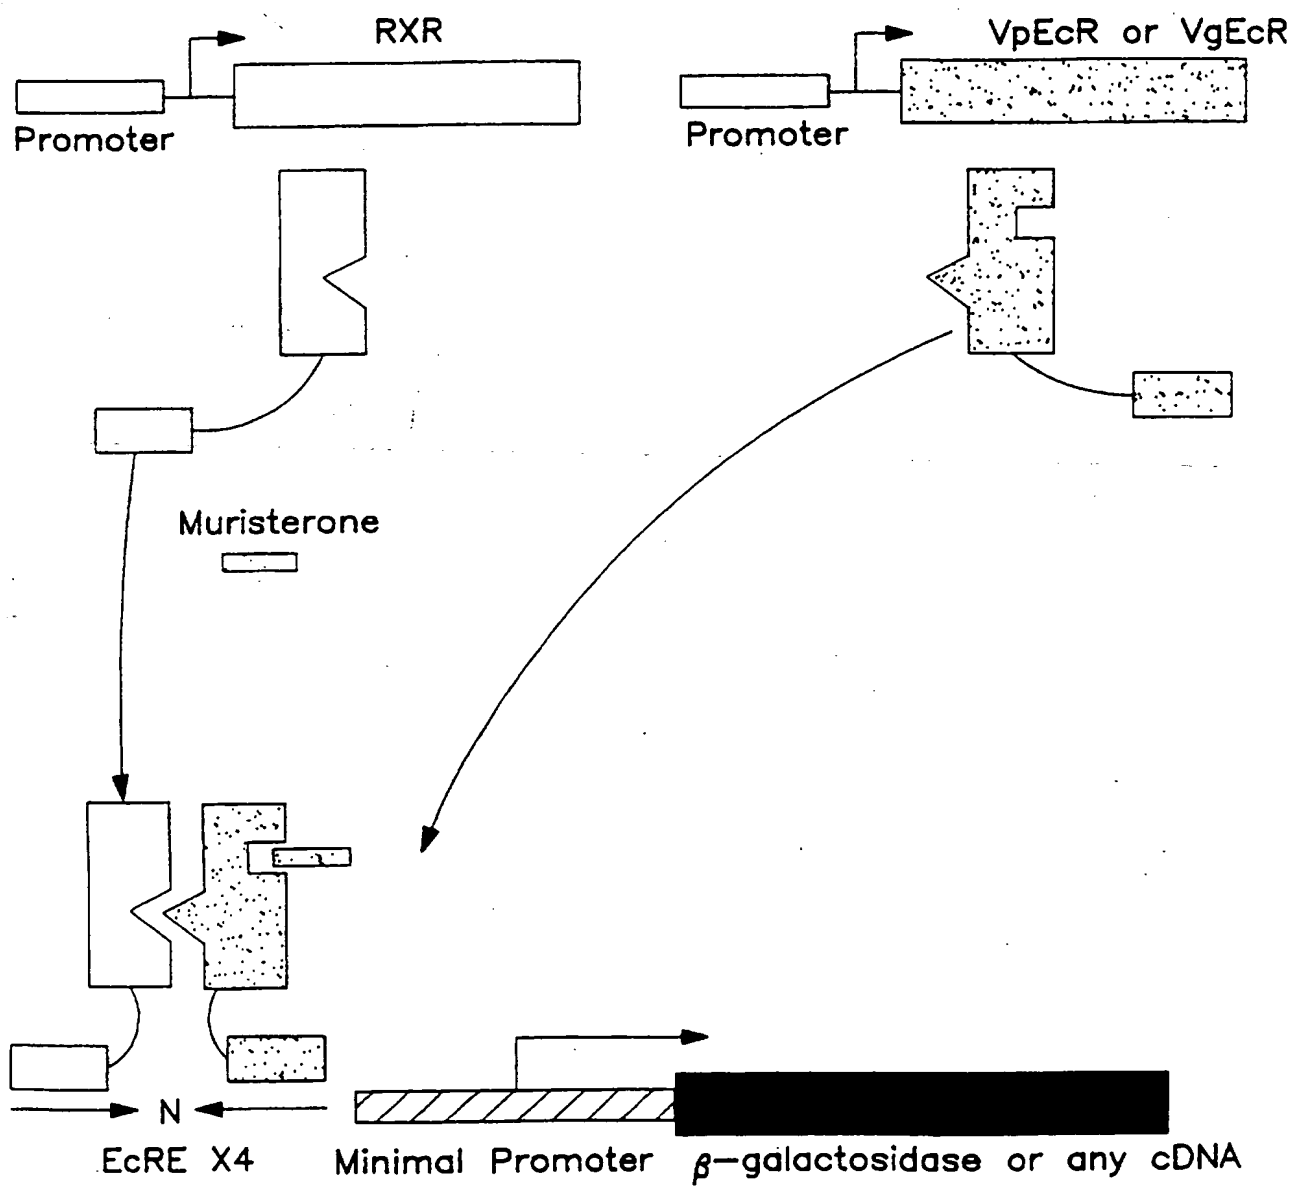 RXR
VpEcR or VgEcR
Promoter
Promoter
Muristerone
N
EcRE X4
Minimal Promoter
β-galactosidase or any cDNA